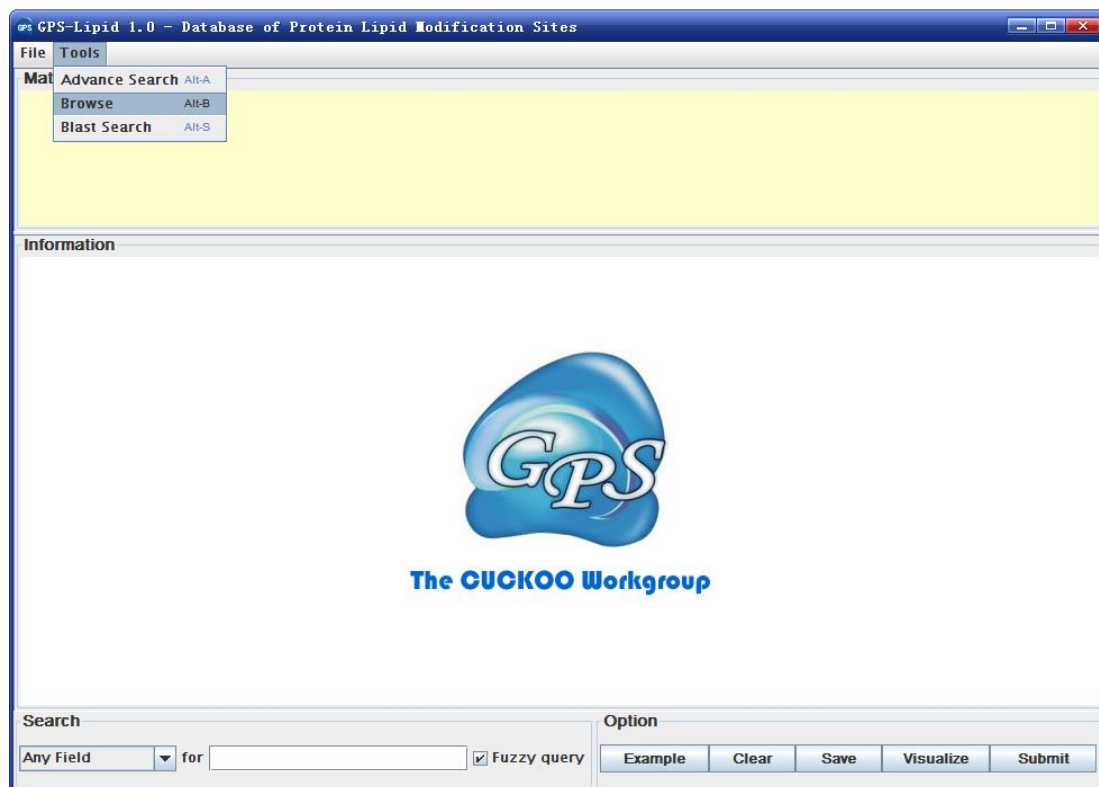 GPS GPS-Lipid 1.0 - Database of Protein Lipid Modification Sites
File Tools
Mat
Advance Search Alt-A
Browse Alt-B
Blast Search Alt-S
Information
GPS
The CUCKOO Workgroup
Search
Any Field for Fuzzy query
Option
Example Clear Save Visualize Submit